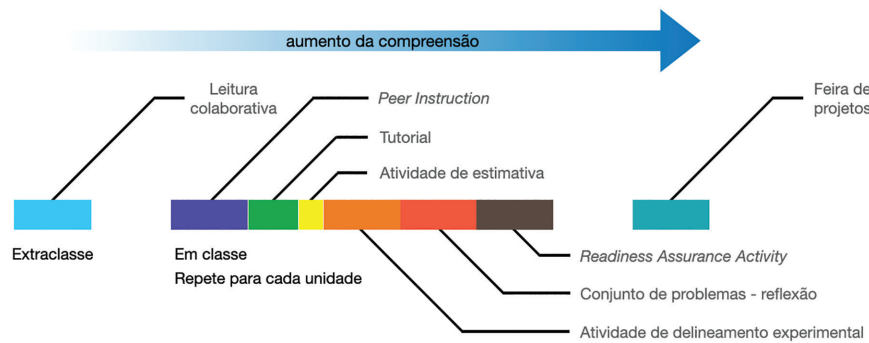 aumento da compreensão
Leitura
colaborativa
Peer Instruction
Feira de
projetos
Tutorial
Atividade de estimativa
Extraclasse
Em classe
Repete para cada unidade
Readiness Assurance Activity
Conjunto de problemas - reflexão
Atividade de delineamento experimental